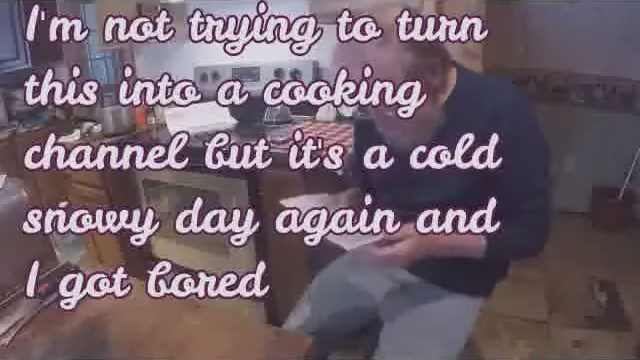 I'm not trying to turn
this into a cooking
channel but it's a cold
snowy day again and
I got bored